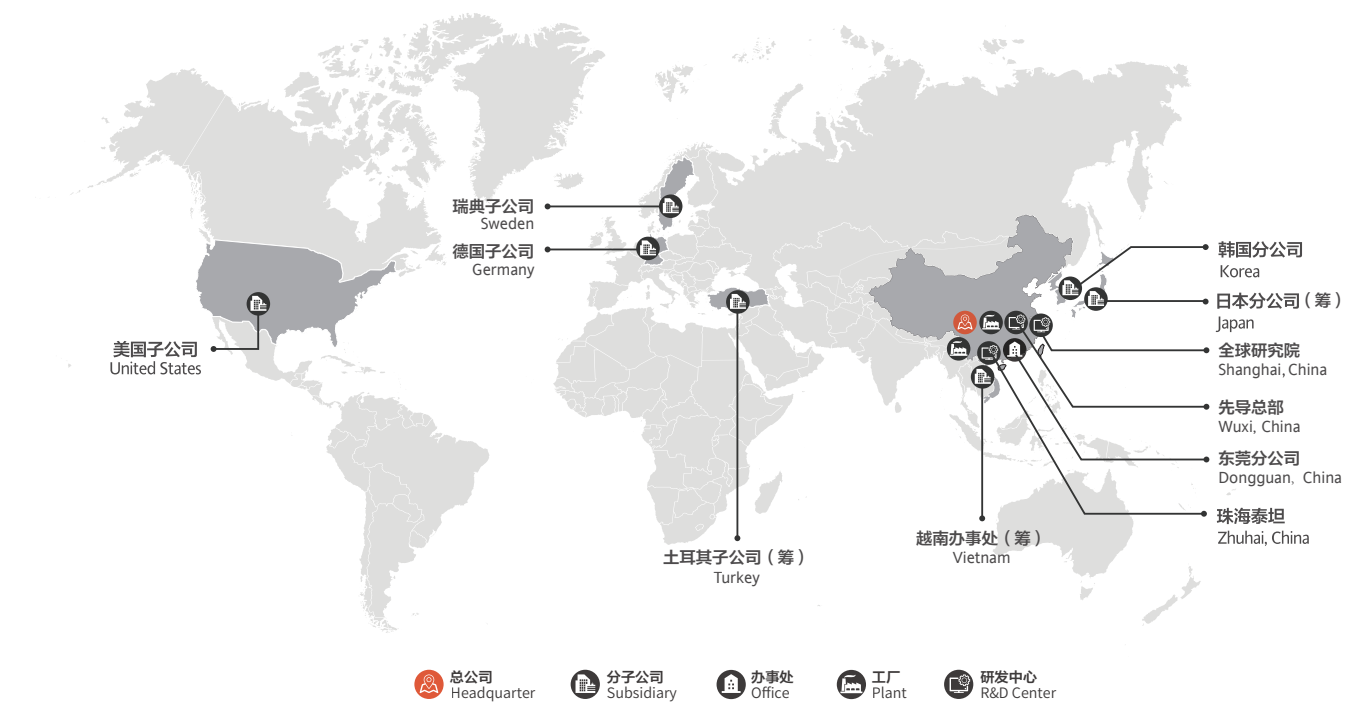 瑞典子公司
Sweden
德国子公司
Germany
美国子公司
United States
土耳其子公司（筹）
Turkey
越南办事处（筹）
Vietnam
韩国分公司
Korea
日本分公司（筹）
Japan
全球研究院
Shanghai, China
先导总部
Wuxi, China
东莞分公司
Dongguan, China
珠海泰坦
Zhuhai, China
总公司
Headquarter
分子公司
Subsidiary
办事处
Office
工厂
Plant
研发中心
R&D Center